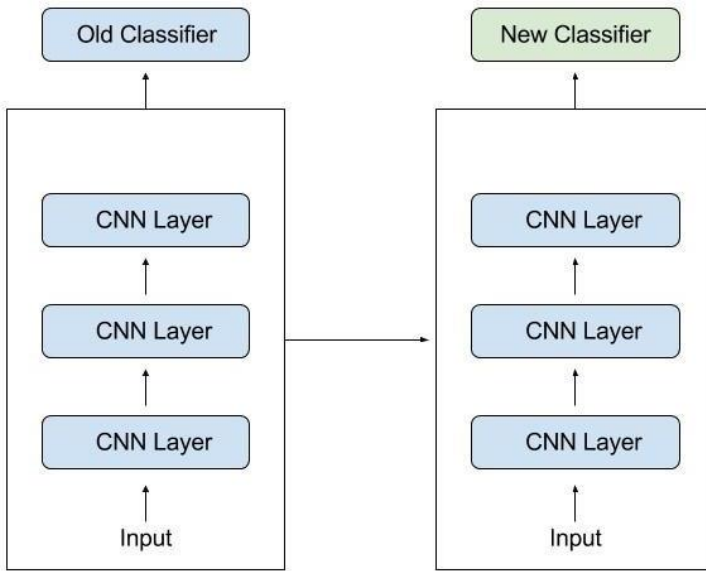 Old Classifier
New Classifier
CNN Layer
CNN Layer
CNN Layer
CNN Layer
CNN Layer
CNN Layer
Input
Input